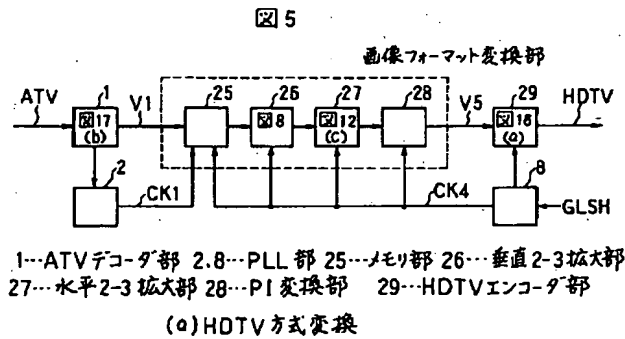 図5
画像フォーマット変換部
ATV
1
図17
(b)
V1
25
26
図8
27
図12
(c)
28
V5
29
図16
(a)
HDTV
2
CK1
CK4
8
GLSH
1…ATVデコーダ部 2.8…PLL部 25…メモリ部 26…垂直2-3拡大部
27…水平2-3拡大部 28…PI変換部 29…HDTVエンコーダ部
(a)HDTV方式変換